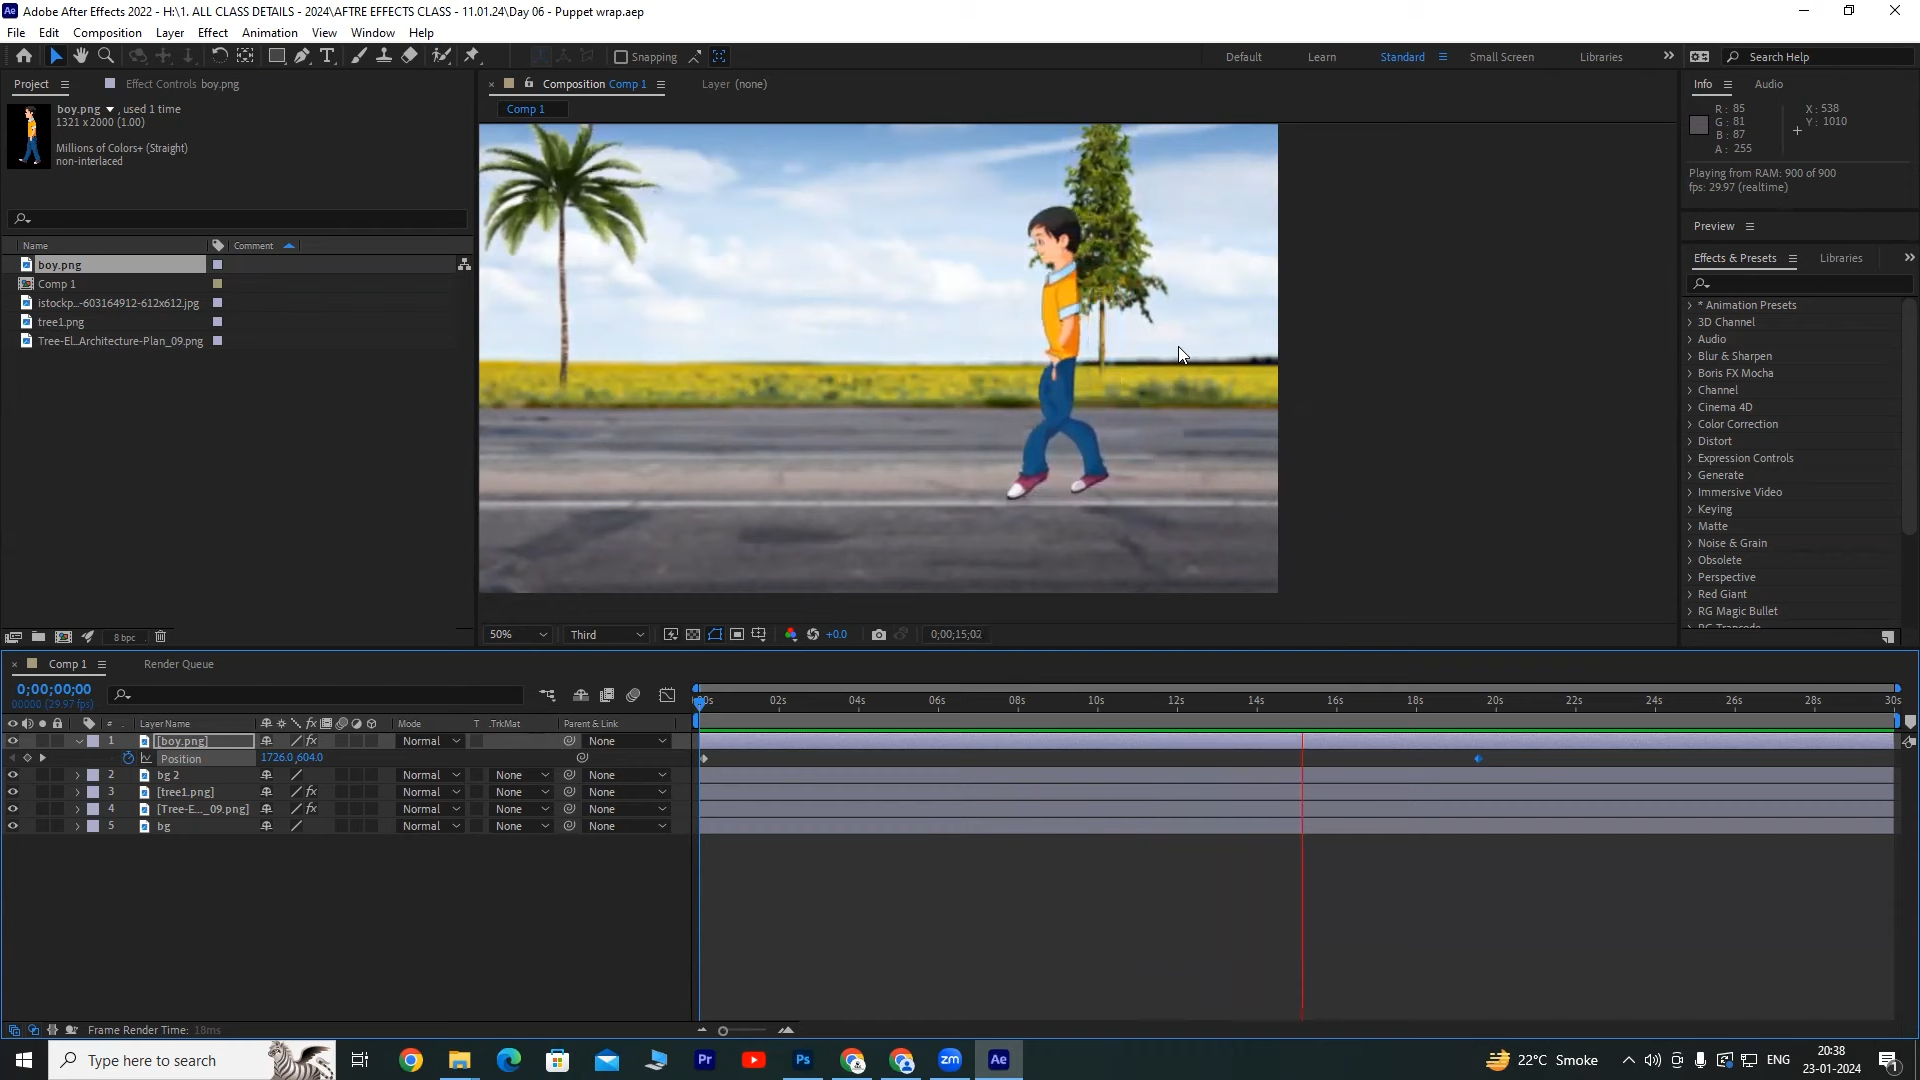 Adobe After Effects 2022 - H:\1. ALL CLASS DETAILS - 2024\AFTRE EFFECTS CLASS - 11.01.24\Day 06 - Puppet wrap.aep
File Edit Composition Layer Effect Animation View Window Help
Snapping
Default Learn Standard Small Screen Libraries Search Help
Project Effect Controls boy.png
Composition Comp 1 Layer (none)
Info Audio
boy.png , used 1 time
1321 x 2000 (1.00)
Millions of Colors+ (Straight)
non-interlaced
Comp 1
R: 85
G: 81
B: 87
A: 255
X: 538
Y: 1010
Playing from RAM: 900 of 900
fps: 29.97 (realtime)
Preview
Name Comment
boy.png
Comp 1
istockp...-603164912-612x612.jpg
tree1.png
Tree-El...Architecture-Plan_09.png
Effects & Presets Libraries
* Animation Presets
3D Channel
Audio
Blur & Sharpen
Boris FX Mocha
Channel
Cinema 4D
Color Correction
Distort
Expression Controls
Generate
Immersive Video
Keying
Matte
Noise & Grain
Obsolete
Perspective
Red Giant
RG Magic Bullet
8 bpc
50% Third +0.0 0;00;15;02
Comp 1 Render Queue
0;00;00;00
00000 (29.97 fps)
02s 04s 06s 08s 10s 12s 14s 16s 18s 20s 22s 24s 26s 28s 30s
# Layer Name Mode T .TrkMat Parent & Link
1 [boy.png] Normal None
Position 1726.0,604.0
2 bg 2 Normal None None
3 [tree1.png] Normal None None
4 [Tree-E..._09.png] Normal None None
5 bg Normal None None
Frame Render Time: 18ms
Type here to search
Pr Ps zm Ae
22°C Smoke ENG
20:38
23-01-2024
1